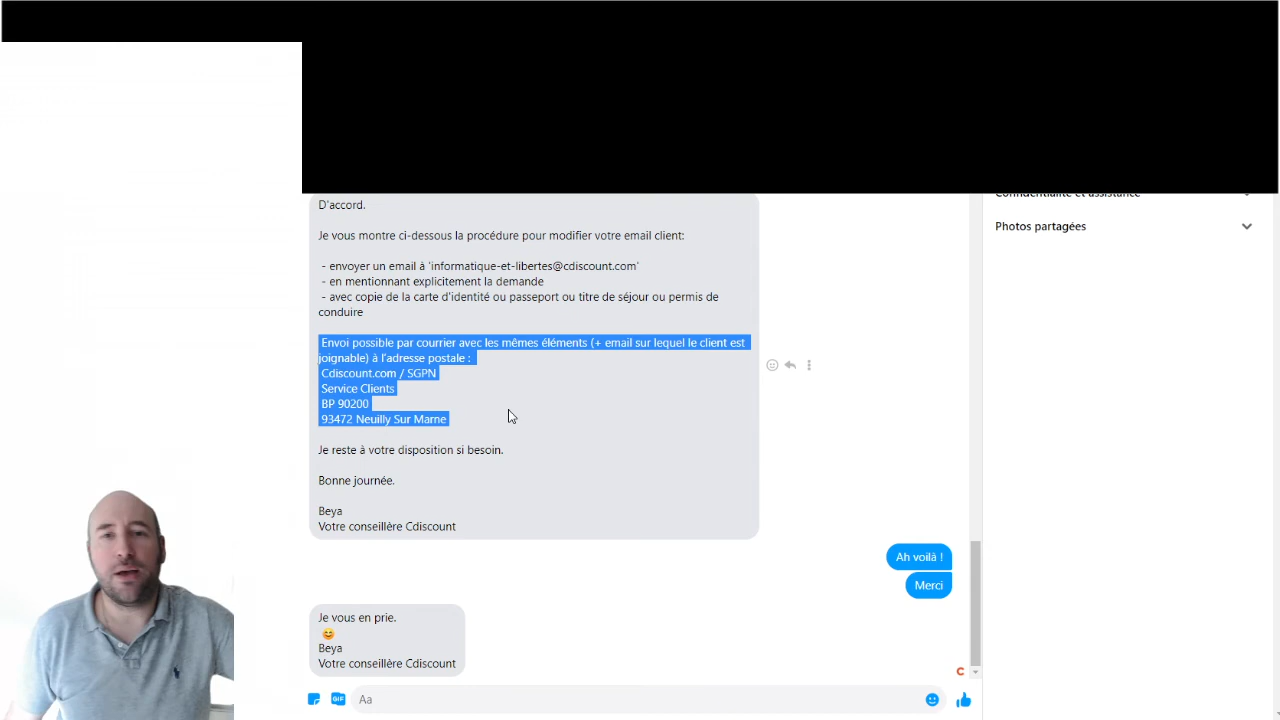 Confidentialité et assistance
Photos partagées
D'accord.
Je vous montre ci-dessous la procédure pour modifier votre email client:
- envoyer un email à 'informatique-et-libertes@cdiscount.com'
- en mentionnant explicitement la demande
- avec copie de la carte d'identité ou passeport ou titre de séjour ou permis de
conduire
Envoi possible par courrier avec les mêmes éléments (+ email sur lequel le client est
joignable) à l'adresse postale :
Cdiscount.com / SGPN
Service Clients
BP 90200
93472 Neuilly Sur Marne
Je reste à votre disposition si besoin.
Bonne journée.
Beya
Votre conseillère Cdiscount
Ah voilà !
Merci
Je vous en prie.
😊
Beya
Votre conseillère Cdiscount
C
GIF
Aa